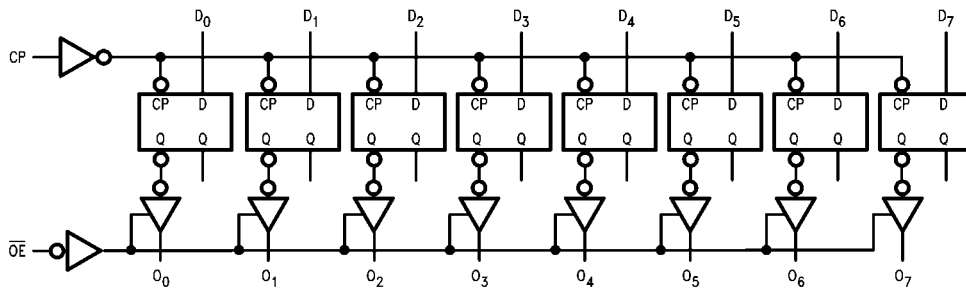 D0 D1 D2 D3 D4 D5 D6 D7
CP
CP D CP D CP D CP D CP D CP D CP D CP D
Q Q Q Q Q Q Q Q Q Q Q Q Q Q Q Q
O̅E̅
O0 O1 O2 O3 O4 O5 O6 O7